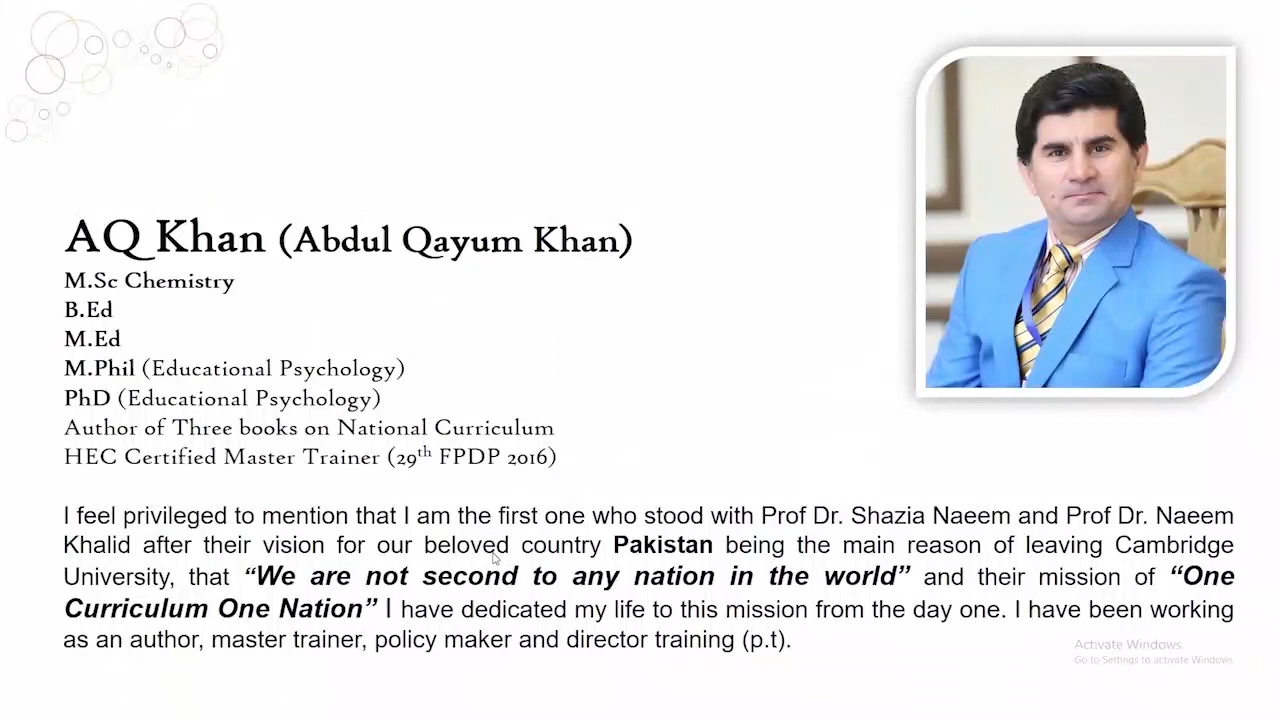 AQ Khan (Abdul Qayum Khan)
M.Sc Chemistry
B.Ed
M.Ed
M.Phil (Educational Psychology)
PhD (Educational Psychology)
Author of Three books on National Curriculum
HEC Certified Master Trainer (29th FPDP 2016)
I feel privileged to mention that I am the first one who stood with Prof Dr. Shazia Naeem and Prof Dr. Naeem
Khalid after their vision for our beloved country Pakistan being the main reason of leaving Cambridge
University, that “We are not second to any nation in the world” and their mission of “One
Curriculum One Nation” I have dedicated my life to this mission from the day one. I have been working
as an author, master trainer, policy maker and director training (p.t).
Activate Windows
Go to Settings to activate Windows